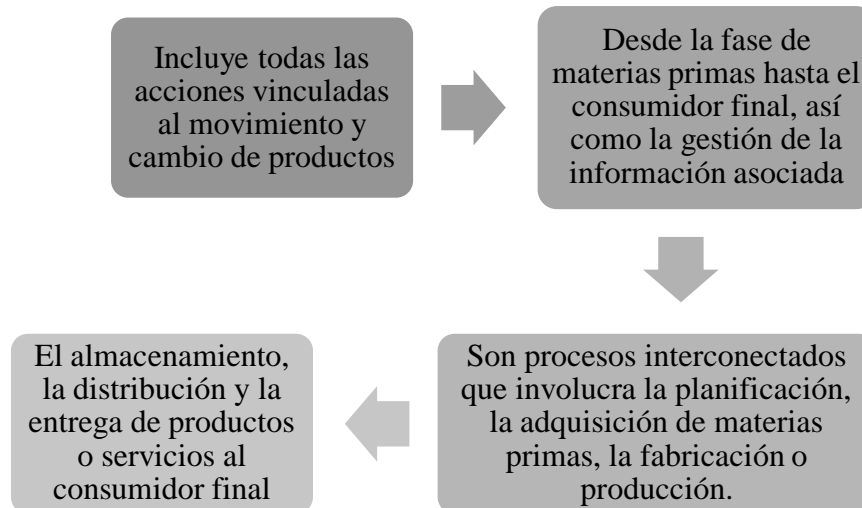 Incluye todas las
acciones vinculadas
al movimiento y
cambio de productos
Desde la fase de
materias primas hasta el
consumidor final, así
como la gestión de la
información asociada
Son procesos interconectados
que involucra la planificación,
la adquisición de materias
primas, la fabricación o
producción.
El almacenamiento,
la distribución y la
entrega de productos
o servicios al
consumidor final